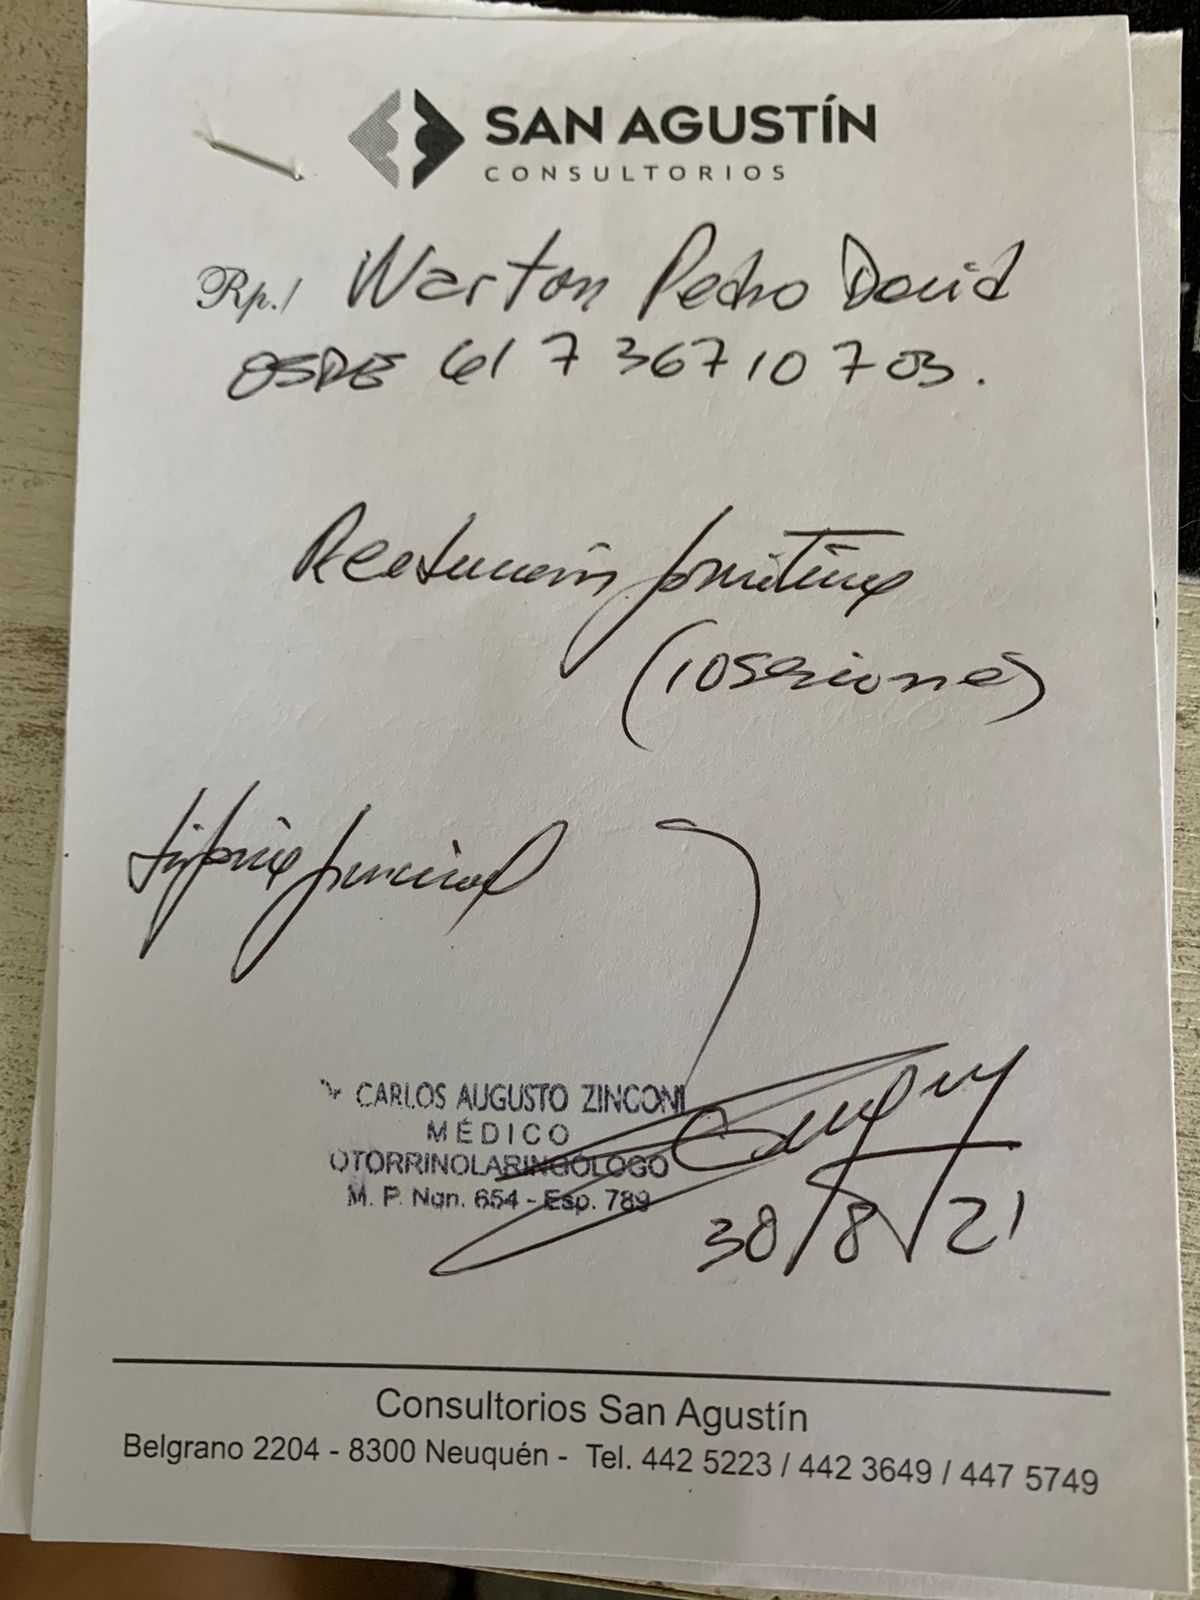 SAN AGUSTÍN
CONSULTORIOS
Rp./ Warton Pedro David
OSDE 61 7 36710 7 03.
Reeducación foniátrica
(10 sesiones)
Disfonía funcional
CARLOS AUGUSTO ZINCONI
MÉDICO
OTORRINOLARINGÓLOGO
M. P. Nqn. 654 - Esp. 789
30/8/21
Consultorios San Agustín
Belgrano 2204 - 8300 Neuquén - Tel. 442 5223 / 442 3649 / 447 5749